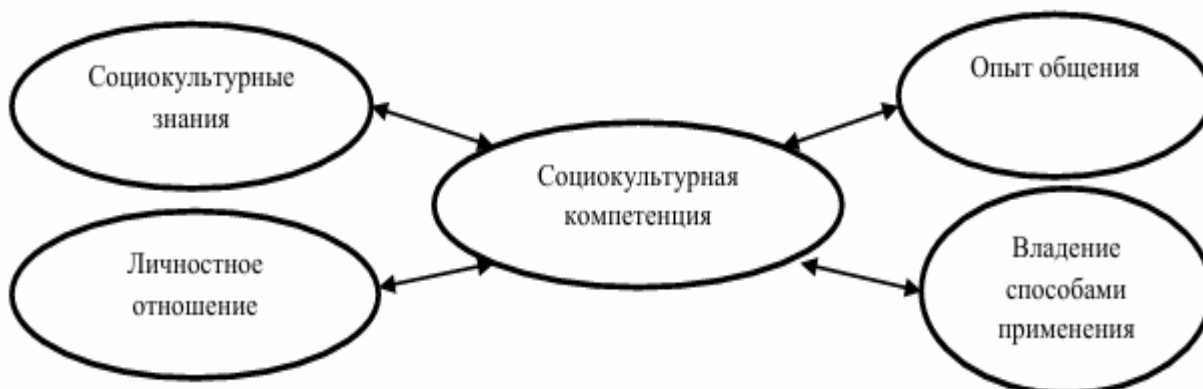 Социокультурные
знания
Опыт общения
Социокультурная
компетенция
Личностное
отношение
Владение
способами
применения